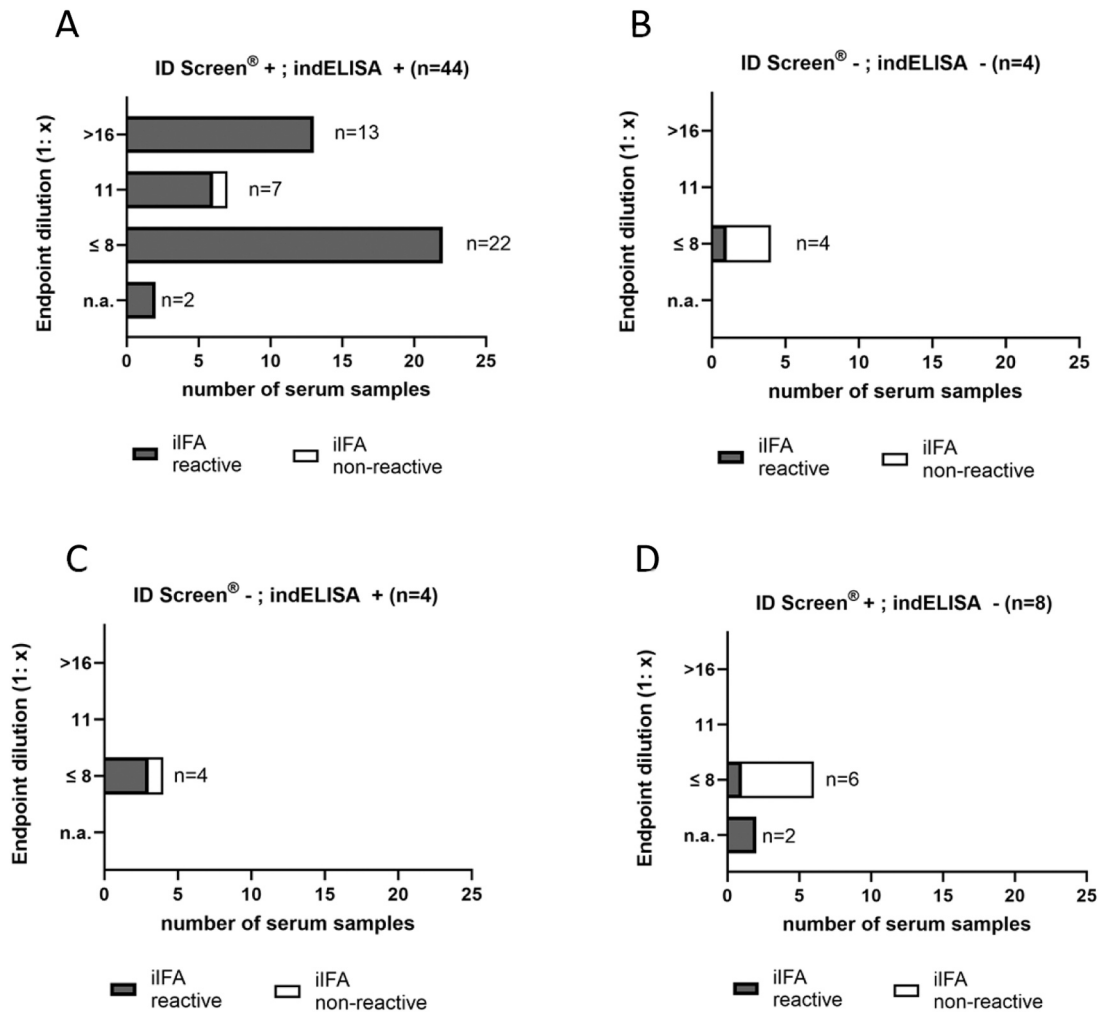 A
ID Screen® + ; indELISA + (n=44)
Endpoint dilution (1: x)
>16
n=13
11
n=7
≤ 8
n=22
n.a.
n=2
0 5 10 15 20 25
number of serum samples
iIFA
reactive
iIFA
non-reactive
B
ID Screen® - ; indELISA - (n=4)
Endpoint dilution (1: x)
>16
11
≤ 8
n=4
n.a.
0 5 10 15 20 25
number of serum samples
iIFA
reactive
iIFA
non-reactive
C
ID Screen® - ; indELISA + (n=4)
Endpoint dilution (1: x)
>16
11
≤ 8
n=4
n.a.
0 5 10 15 20 25
number of serum samples
iIFA
reactive
iIFA
non-reactive
D
ID Screen® + ; indELISA - (n=8)
Endpoint dilution (1: x)
>16
11
≤ 8
n=6
n.a.
n=2
0 5 10 15 20 25
number of serum samples
iIFA
reactive
iIFA
non-reactive